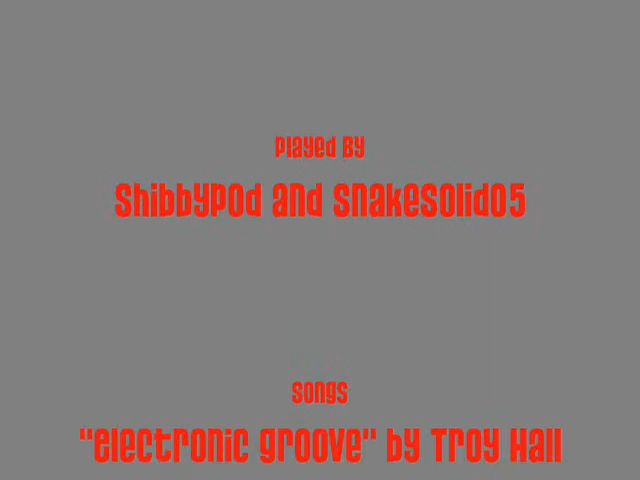 Played By
Shibbypod and Snakesolid05
Songs
"Electronic Groove" by Troy Hall